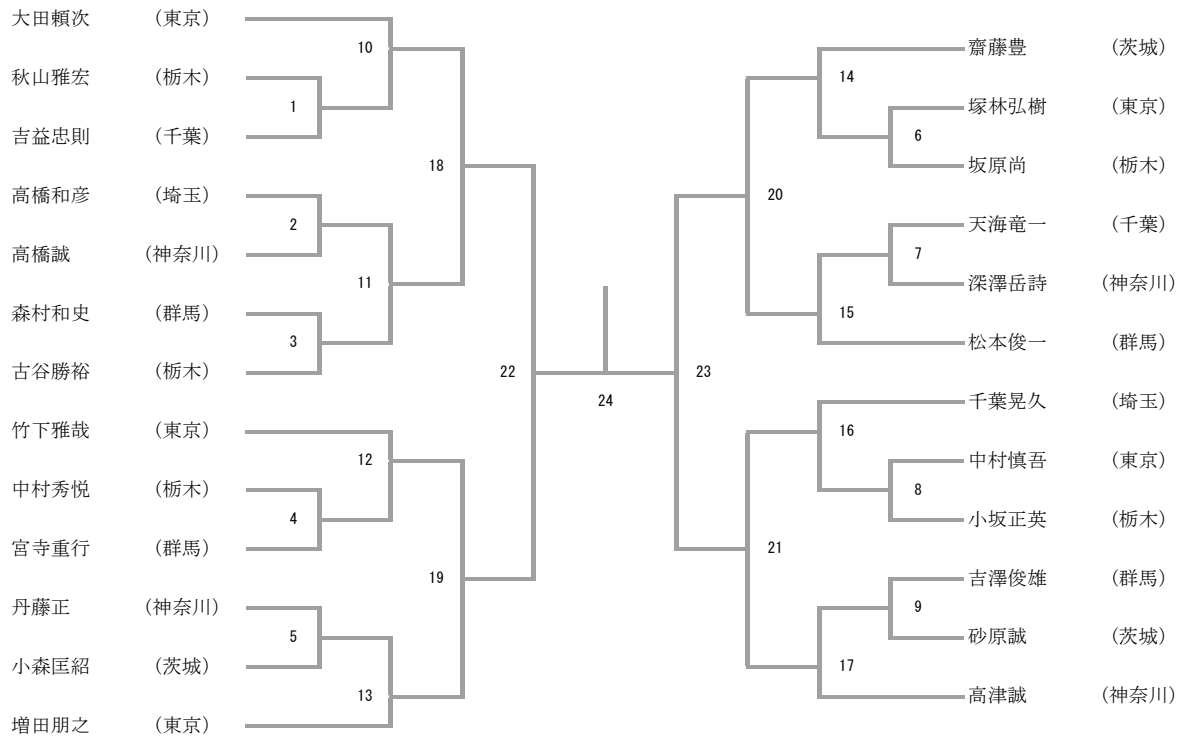 大田頼次 （東京）
10
秋山雅宏 （栃木）
1
吉益忠則 （千葉）
18
高橋和彦 （埼玉）
2
高橋誠 （神奈川）
11
森村和史 （群馬）
3
古谷勝裕 （栃木）
22
竹下雅哉 （東京）
12
中村秀悦 （栃木）
4
宮寺重行 （群馬）
19
丹藤正 （神奈川）
5
小森匡紹 （茨城）
13
増田朋之 （東京）
24
齋藤豊 （茨城）
14
塚林弘樹 （東京）
6
坂原尚 （栃木）
20
天海竜一 （千葉）
7
深澤岳詩 （神奈川）
15
松本俊一 （群馬）
23
千葉晃久 （埼玉）
16
中村慎吾 （東京）
8
小坂正英 （栃木）
21
吉澤俊雄 （群馬）
9
砂原誠 （茨城）
17
高津誠 （神奈川）